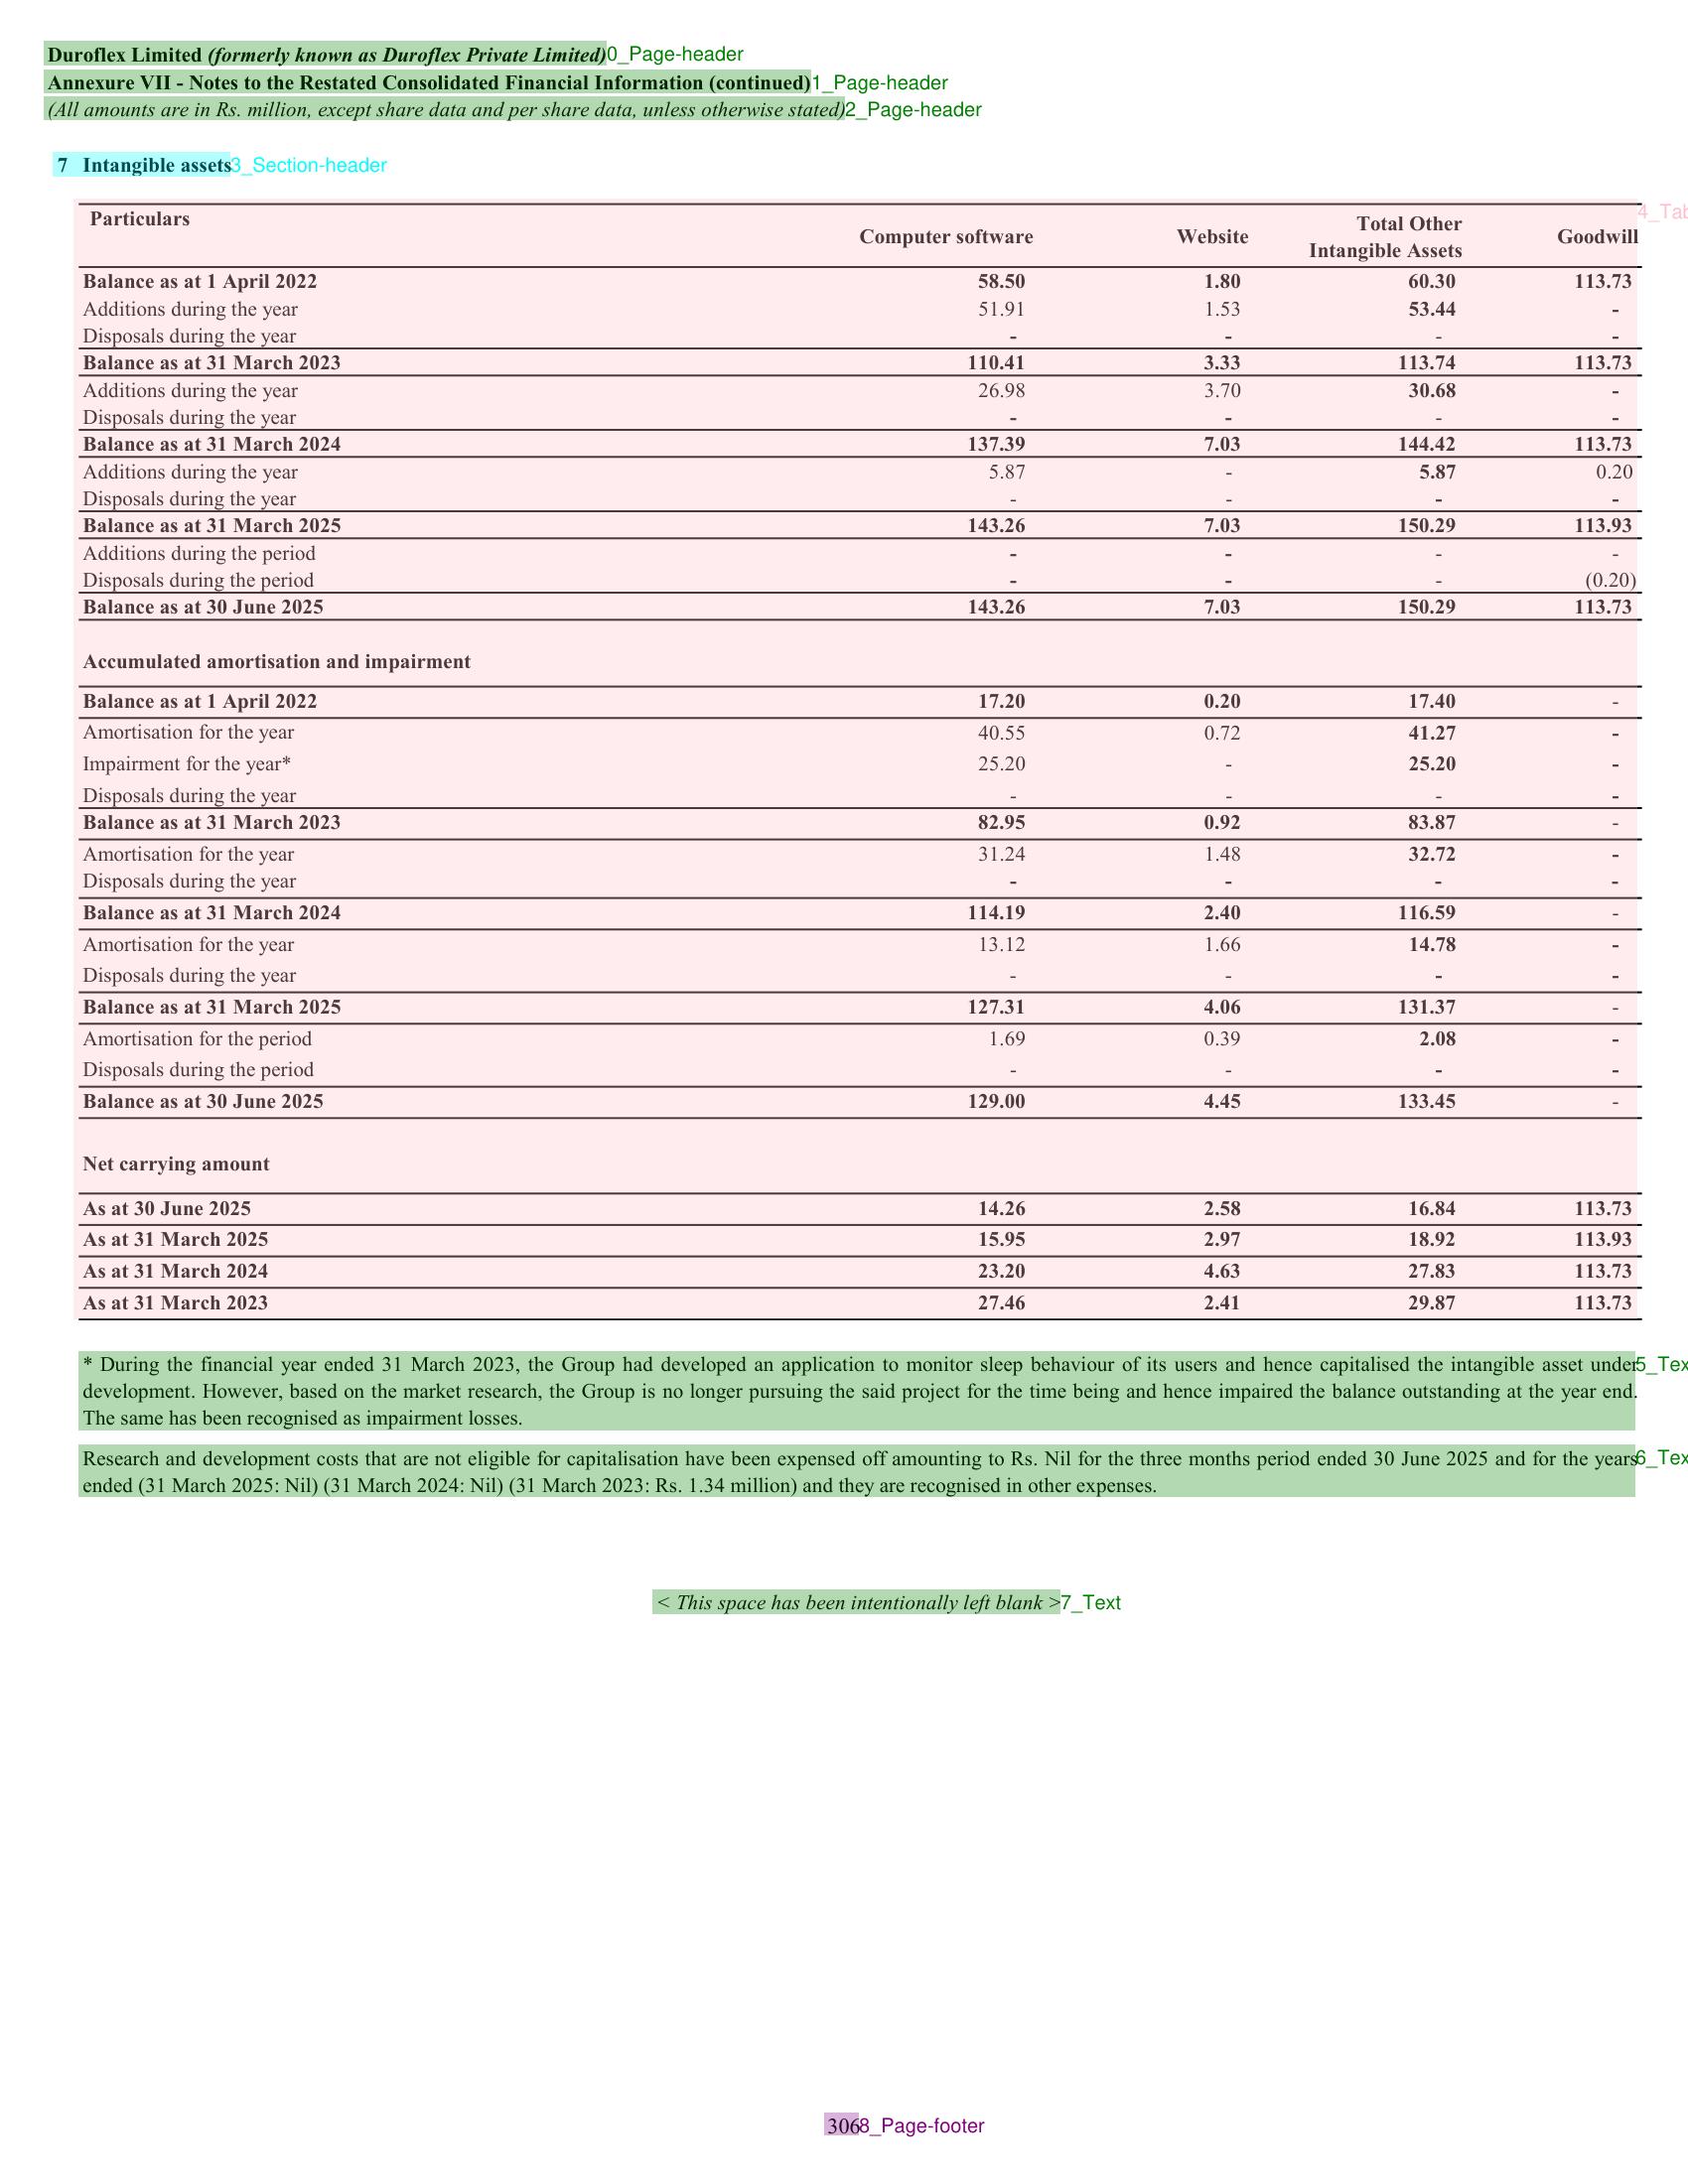 Duroflex Limited (formerly known as Duroflex Private Limited)0_Page-header
Annexure VII - Notes to the Restated Consolidated Financial Information (continued)1_Page-header
(All amounts are in Rs. million, except share data and per share data, unless otherwise stated)2_Page-header
7 Intangible assets3_Section-header
4_Tab
Particulars Computer software Website Total Other Intangible Assets Goodwill
Balance as at 1 April 2022 58.50 1.80 60.30 113.73
Additions during the year 51.91 1.53 53.44 -
Disposals during the year - - - -
Balance as at 31 March 2023 110.41 3.33 113.74 113.73
Additions during the year 26.98 3.70 30.68 -
Disposals during the year - - - -
Balance as at 31 March 2024 137.39 7.03 144.42 113.73
Additions during the year 5.87 - 5.87 0.20
Disposals during the year - - - -
Balance as at 31 March 2025 143.26 7.03 150.29 113.93
Additions during the period - - - -
Disposals during the period - - - (0.20)
Balance as at 30 June 2025 143.26 7.03 150.29 113.73
Accumulated amortisation and impairment
Balance as at 1 April 2022 17.20 0.20 17.40 -
Amortisation for the year 40.55 0.72 41.27 -
Impairment for the year* 25.20 - 25.20 -
Disposals during the year - - - -
Balance as at 31 March 2023 82.95 0.92 83.87 -
Amortisation for the year 31.24 1.48 32.72 -
Disposals during the year - - - -
Balance as at 31 March 2024 114.19 2.40 116.59 -
Amortisation for the year 13.12 1.66 14.78 -
Disposals during the year - - - -
Balance as at 31 March 2025 127.31 4.06 131.37 -
Amortisation for the period 1.69 0.39 2.08 -
Disposals during the period - - - -
Balance as at 30 June 2025 129.00 4.45 133.45 -
Net carrying amount
As at 30 June 2025 14.26 2.58 16.84 113.73
As at 31 March 2025 15.95 2.97 18.92 113.93
As at 31 March 2024 23.20 4.63 27.83 113.73
As at 31 March 2023 27.46 2.41 29.87 113.73
* During the financial year ended 31 March 2023, the Group had developed an application to monitor sleep behaviour of its users and hence capitalised the intangible asset under5_Tex
development. However, based on the market research, the Group is no longer pursuing the said project for the time being and hence impaired the balance outstanding at the year end.
The same has been recognised as impairment losses.
Research and development costs that are not eligible for capitalisation have been expensed off amounting to Rs. Nil for the three months period ended 30 June 2025 and for the years6_Tex
ended (31 March 2025: Nil) (31 March 2024: Nil) (31 March 2023: Rs. 1.34 million) and they are recognised in other expenses.
< This space has been intentionally left blank >7_Text
3068_Page-footer